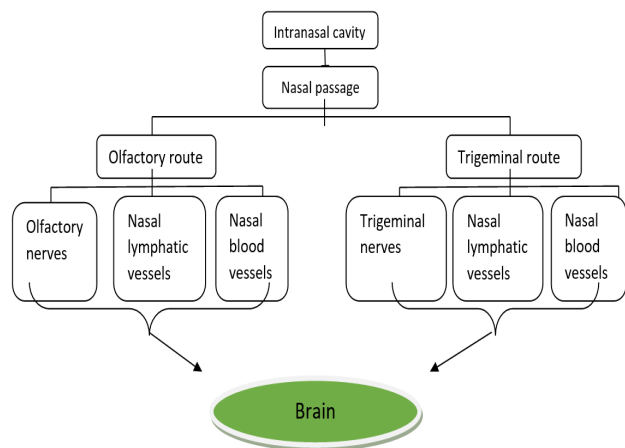 Intranasal cavity
Nasal passage
Olfactory route
Trigeminal route
Olfactory
nerves
Nasal
lymphatic
vessels
Nasal
blood
vessels
Trigeminal
nerves
Nasal
lymphatic
vessels
Nasal
blood
vessels
Brain